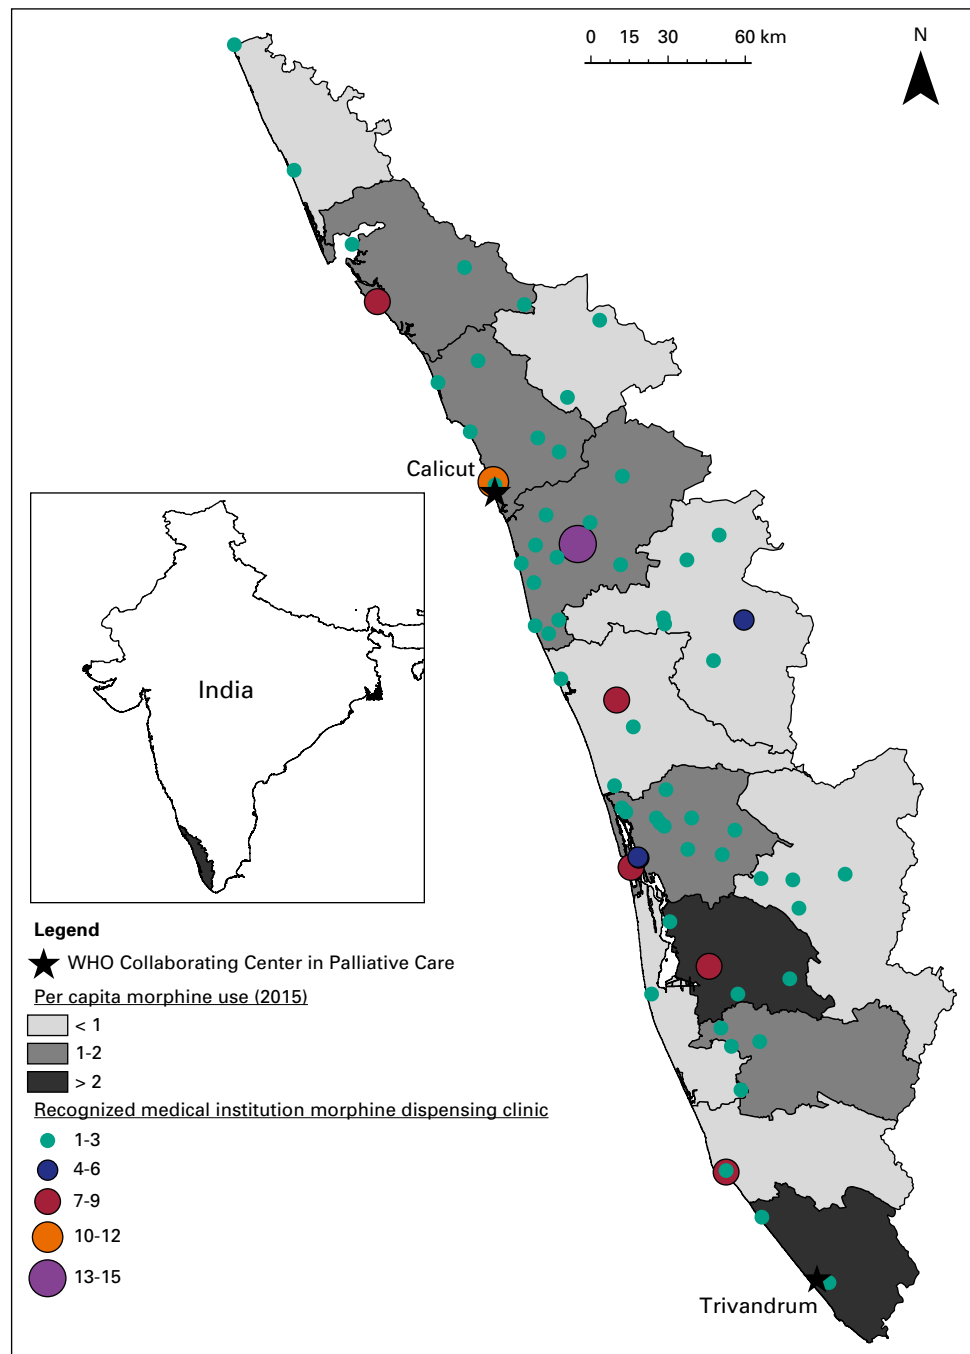 0 15 30 60 km
N
Calicut
India
Legend
WHO Collaborating Center in Palliative Care
Per capita morphine use (2015)
< 1
1-2
> 2
Recognized medical institution morphine dispensing clinic
1-3
4-6
7-9
10-12
13-15
Trivandrum